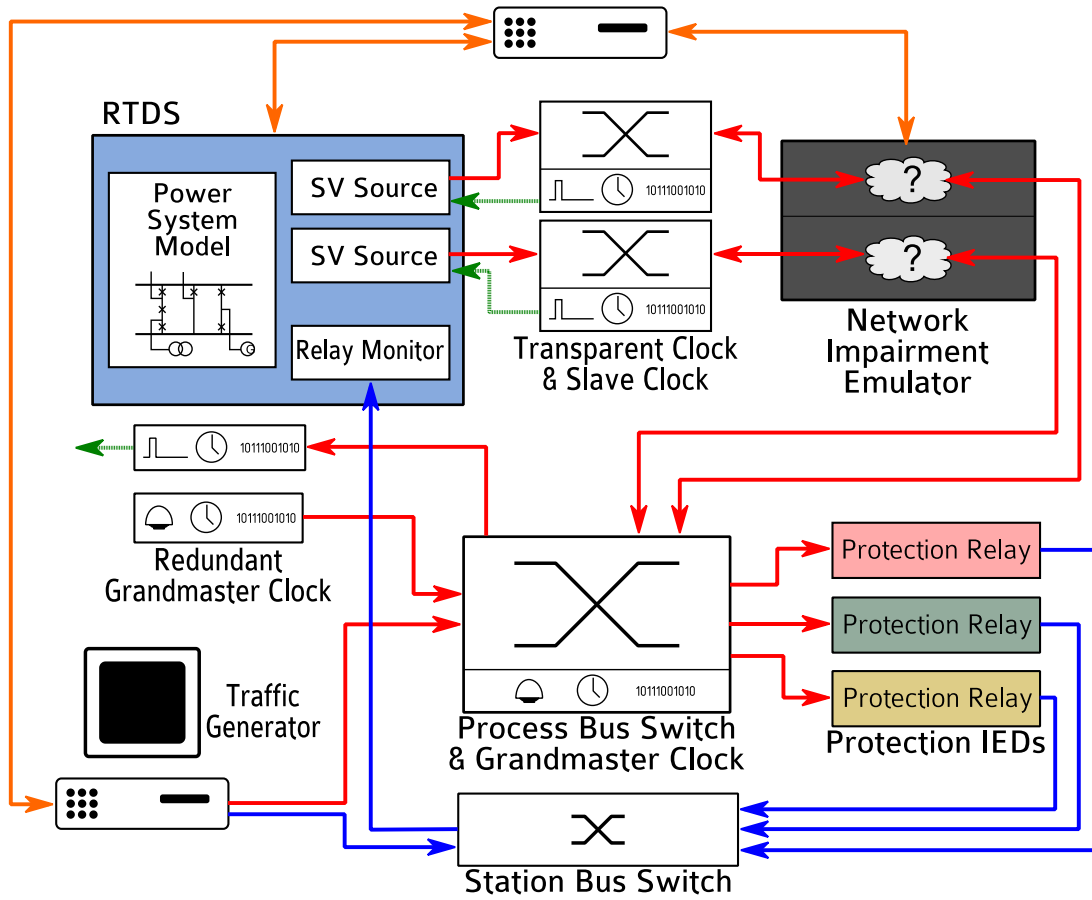 RTDS
Power
System
Model
SV Source
SV Source
Relay Monitor
10111001010
10111001010
Transparent Clock
& Slave Clock
?
?
Network
Impairment
Emulator
10111001010
10111001010
Redundant
Grandmaster Clock
Traffic
Generator
10111001010
Process Bus Switch
& Grandmaster Clock
Protection Relay
Protection Relay
Protection Relay
Protection IEDs
Station Bus Switch